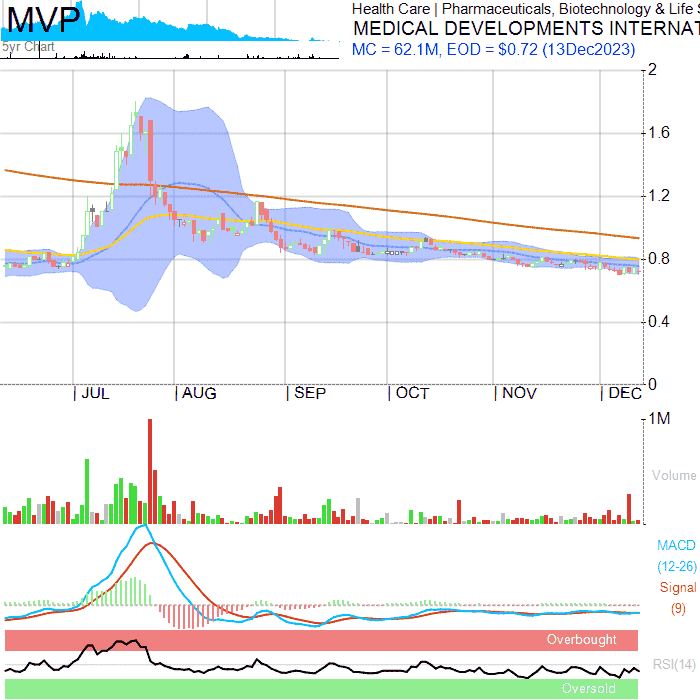 MVP
5yr Chart
Health Care | Pharmaceuticals, Biotechnology & Life S
MEDICAL DEVELOPMENTS INTERNAT
MC = 62.1M, EOD = $0.72 (13Dec2023)
2
1.6
1.2
0.8
0.4
0
| JUL | AUG | SEP | OCT | NOV | DEC
1M
Volume
MACD
(12-26)
Signal
(9)
Overbought
RSI(14)
Oversold